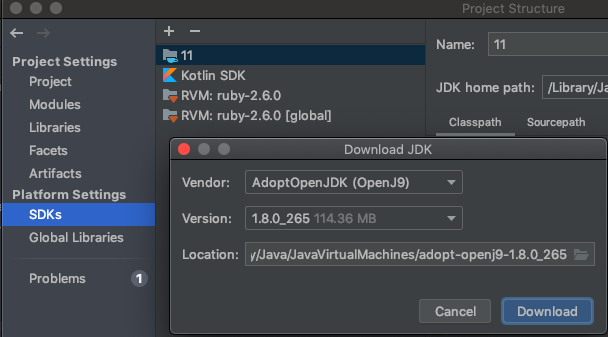 Project Structure
Project Settings
Project
Modules
Libraries
Facets
Artifacts
Platform Settings
SDKs
Global Libraries
Problems 1
11
Kotlin SDK
RVM: ruby-2.6.0
RVM: ruby-2.6.0 [global]
Name: 11
JDK home path: /Library/Ja
Classpath Sourcepath
Download JDK
Vendor: AdoptOpenJDK (OpenJ9)
Version: 1.8.0_265 114.36 MB
Location: y/Java/JavaVirtualMachines/adopt-openj9-1.8.0_265
Cancel Download